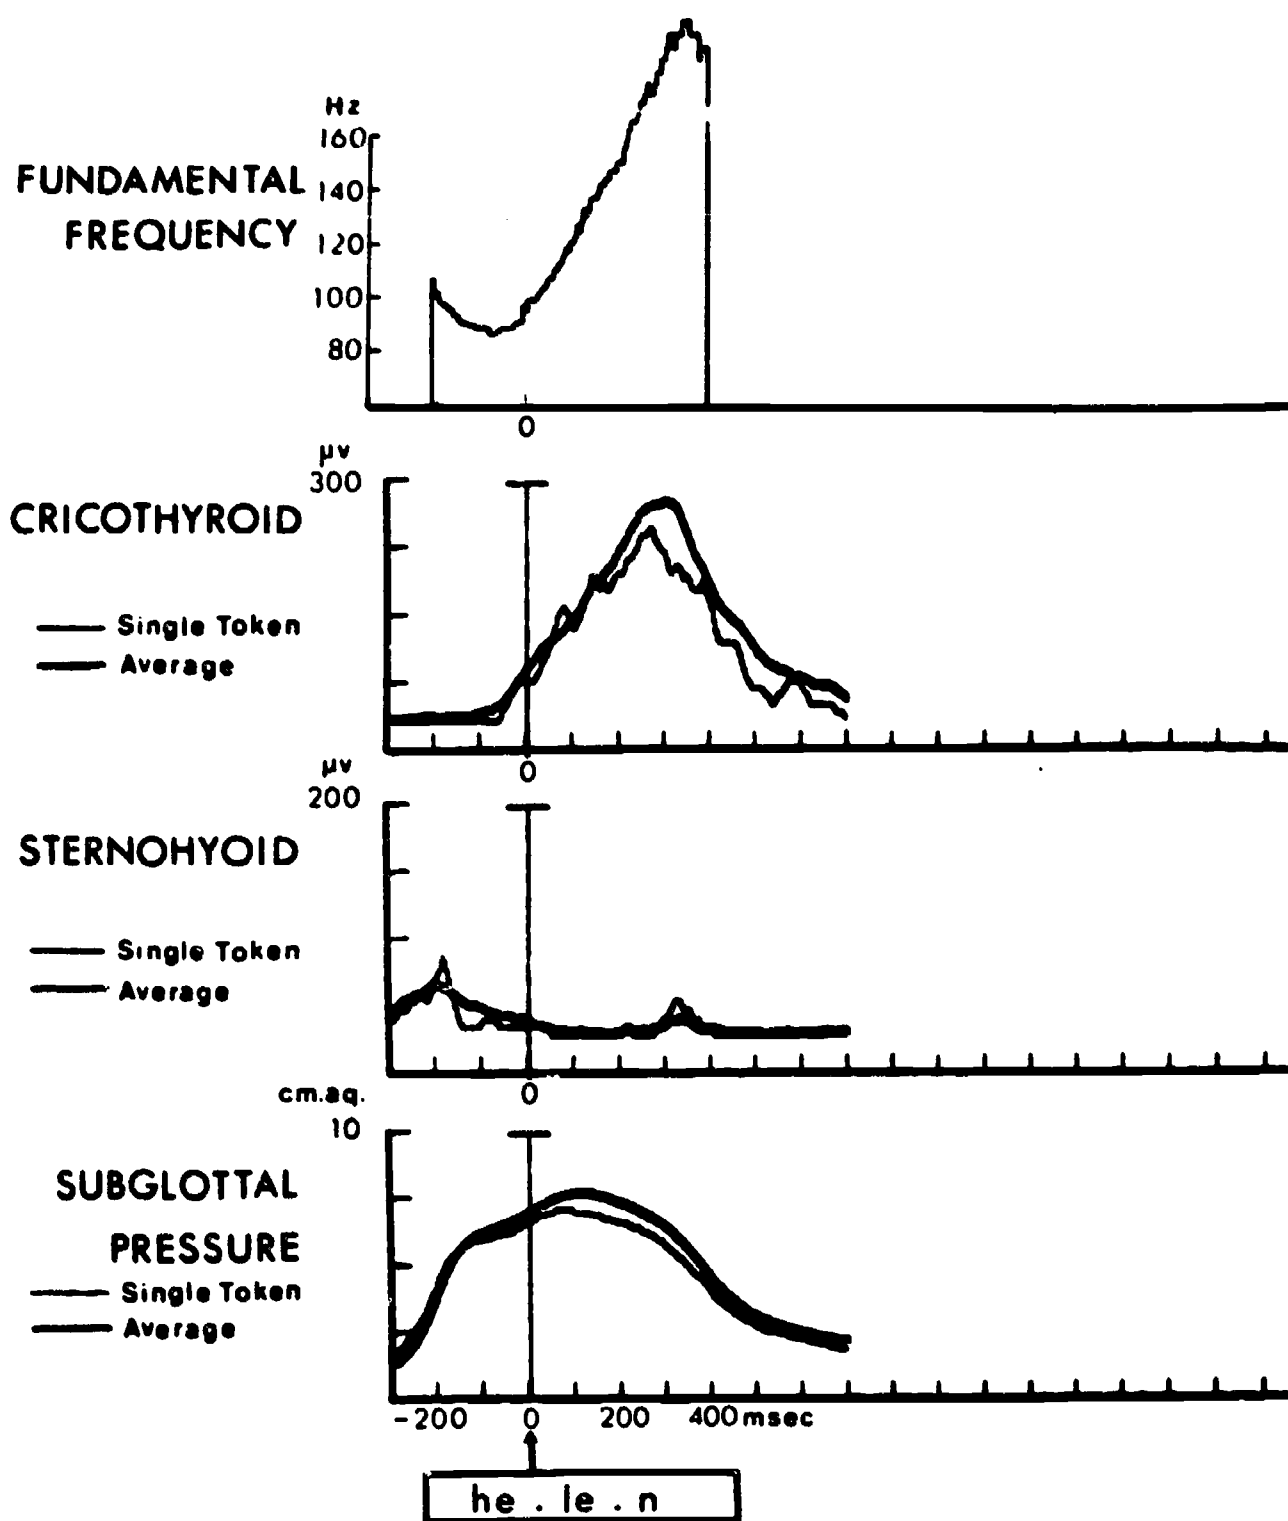 Hz
160
FUNDAMENTAL
FREQUENCY
140
120
100
80
0
μv
300
CRICOTHYROID
Single Token
Average
0
μv
200
STERNOHYOID
Single Token
Average
0
cm.aq.
10
SUBGLOTTAL
PRESSURE
Single Token
Average
-200 0 200 400 msec
he . le . n